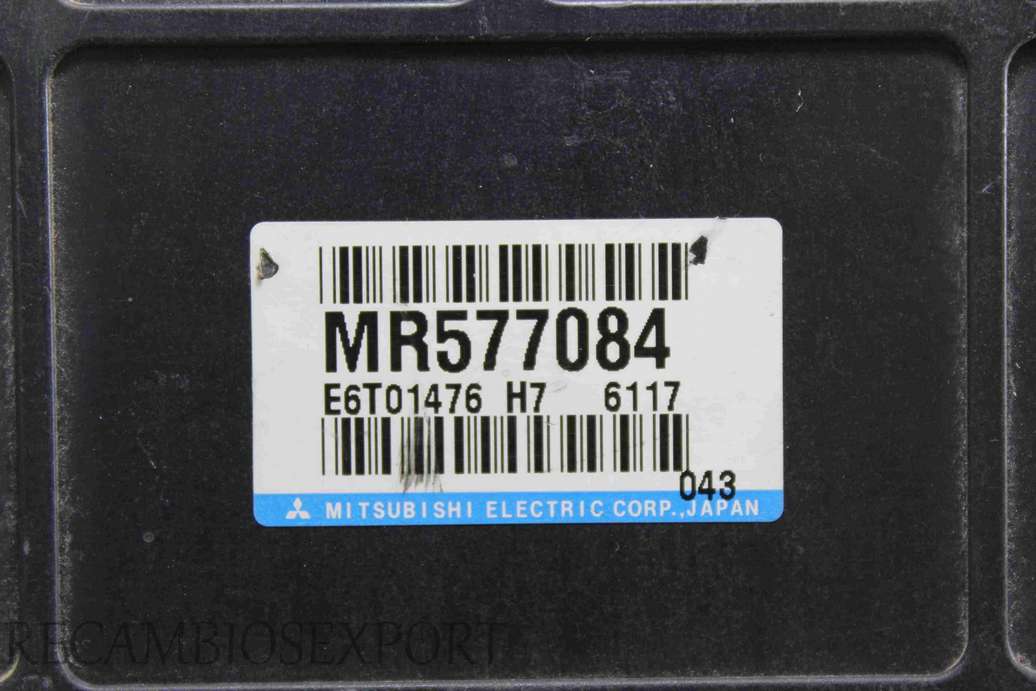 MR577084
E6T01476 H7 6117
043
MITSUBISHI ELECTRIC CORP.,JAPAN
RECAMBIOSEXPORT